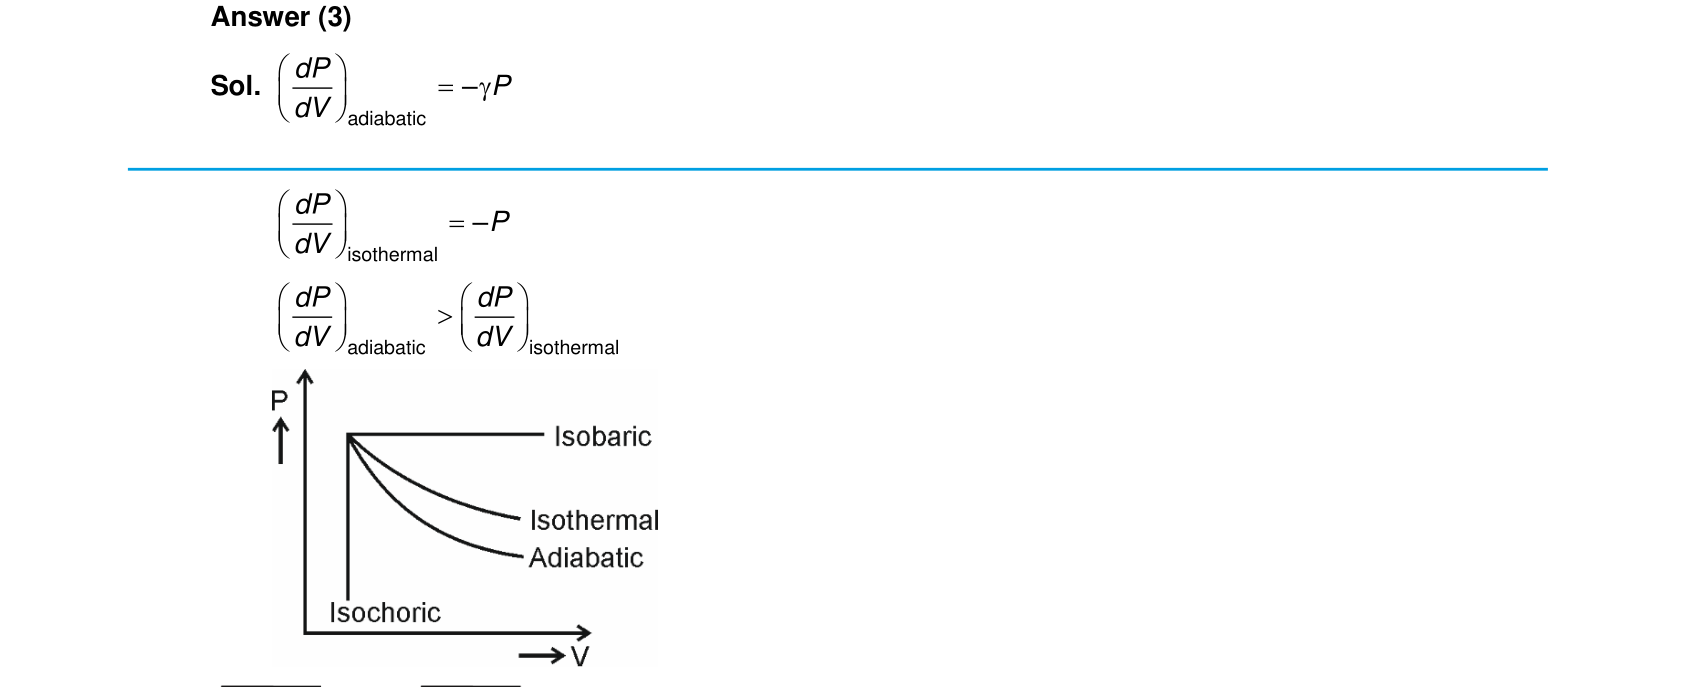 Answer (3)
Sol. (dP/dV)adiabatic = –γP
(dP/dV)isothermal = –P
(dP/dV)adiabatic > (dP/dV)isothermal
P
Isobaric
Isothermal
Adiabatic
Isochoric
V